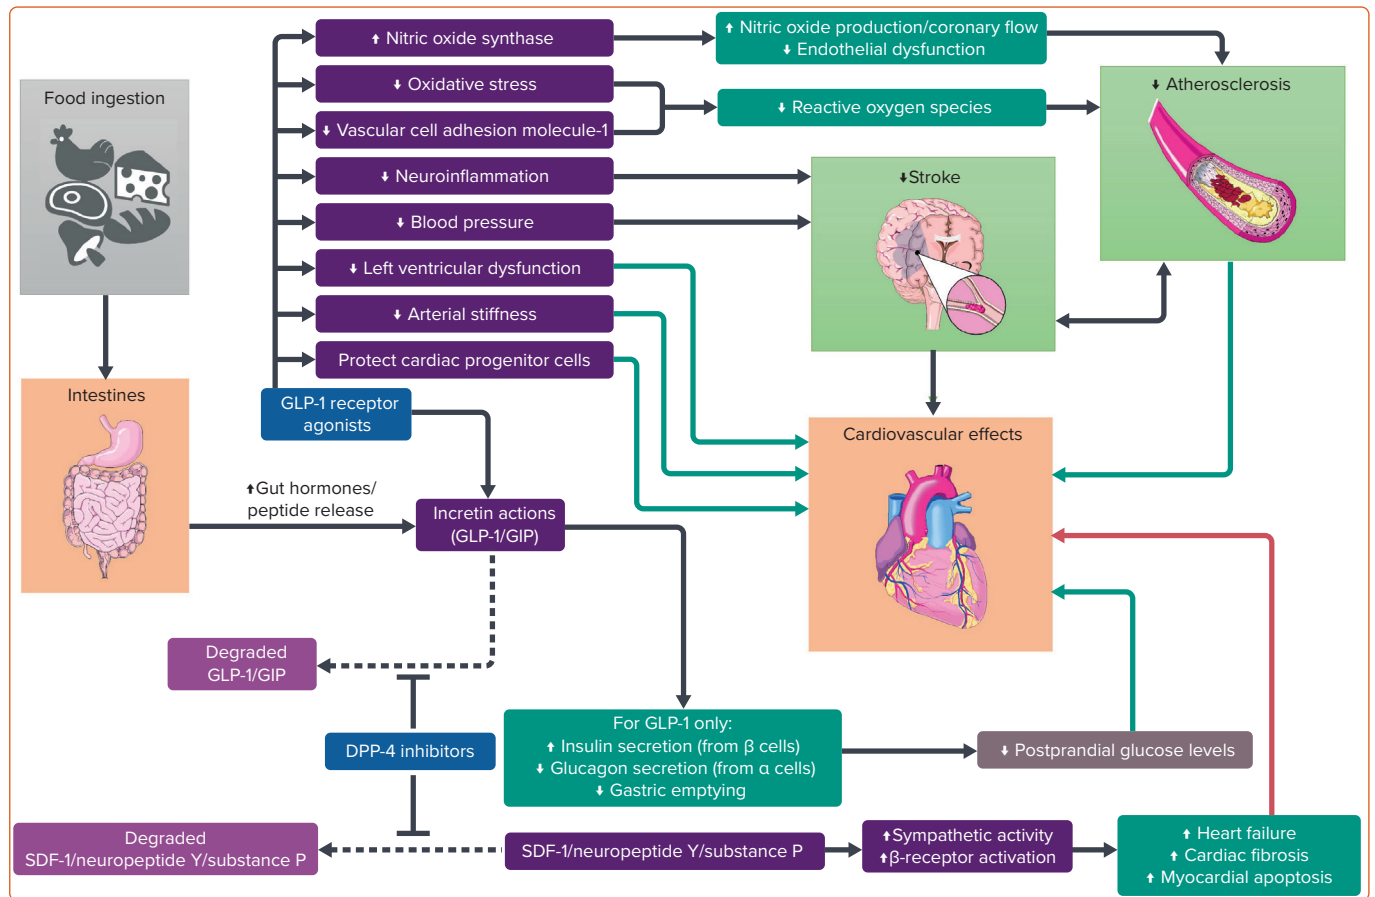 ↑ Nitric oxide synthase
↑ Nitric oxide production/coronary flow
↓ Endothelial dysfunction
Food ingestion
↓ Oxidative stress
↓ Vascular cell adhesion molecule-1
↓ Reactive oxygen species
↓ Atherosclerosis
↓ Neuroinflammation
↓ Blood pressure
↓Stroke
↓ Left ventricular dysfunction
↓ Arterial stiffness
Protect cardiac progenitor cells
Intestines
GLP-1 receptor
agonists
Cardiovascular effects
↑Gut hormones/
peptide release
Incretin actions
(GLP-1/GIP)
Degraded
GLP-1/GIP
DPP-4 inhibitors
For GLP-1 only:
↑ Insulin secretion (from β cells)
↓ Glucagon secretion (from α cells)
↓ Gastric emptying
↓ Postprandial glucose levels
Degraded
SDF-1/neuropeptide Y/substance P
SDF-1/neuropeptide Y/substance P
↑Sympathetic activity
↑β-receptor activation
↑ Heart failure
↑ Cardiac fibrosis
↑ Myocardial apoptosis